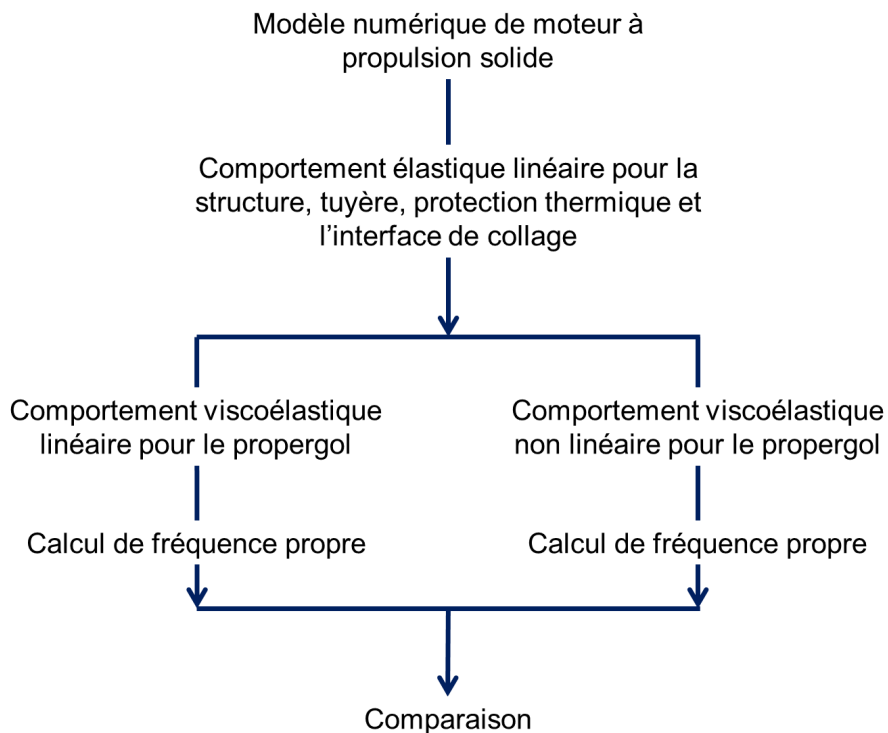 Modèle numérique de moteur à
propulsion solide
Comportement élastique linéaire pour la
structure, tuyère, protection thermique et
l’interface de collage
Comportement viscoélastique
linéaire pour le propergol
Comportement viscoélastique
non linéaire pour le propergol
Calcul de fréquence propre
Calcul de fréquence propre
Comparaison